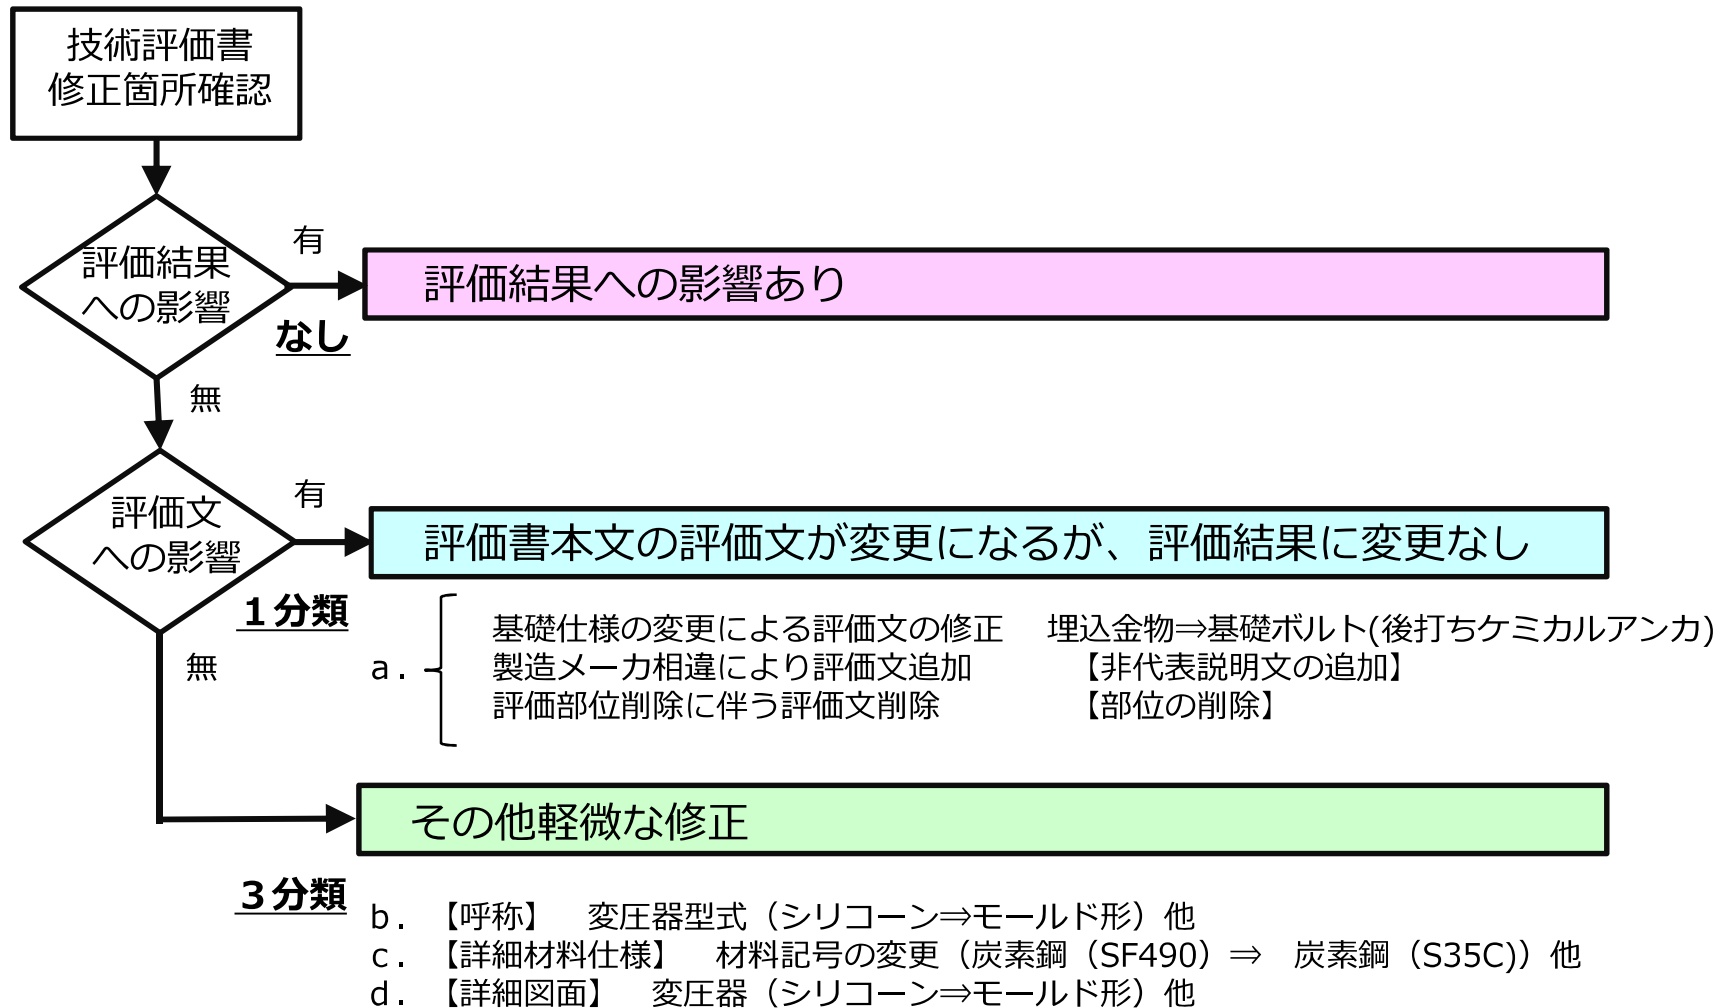 技術評価書
修正箇所確認
評価結果
への影響
有
評価結果への影響あり
なし
無
評価文
への影響
有
評価書本文の評価文が変更になるが、評価結果に変更なし
１分類
無
a．
基礎仕様の変更による評価文の修正　埋込金物⇒基礎ボルト(後打ちケミカルアンカ)
製造メーカ相違により評価文追加　【非代表説明文の追加】
評価部位削除に伴う評価文削除　【部位の削除】
その他軽微な修正
３分類
b．【呼称】　変圧器型式（シリコーン⇒モールド形）他
c．【詳細材料仕様】　材料記号の変更（炭素鋼（SF490）⇒　炭素鋼（S35C)）他
d．【詳細図面】　変圧器（シリコーン⇒モールド形）他